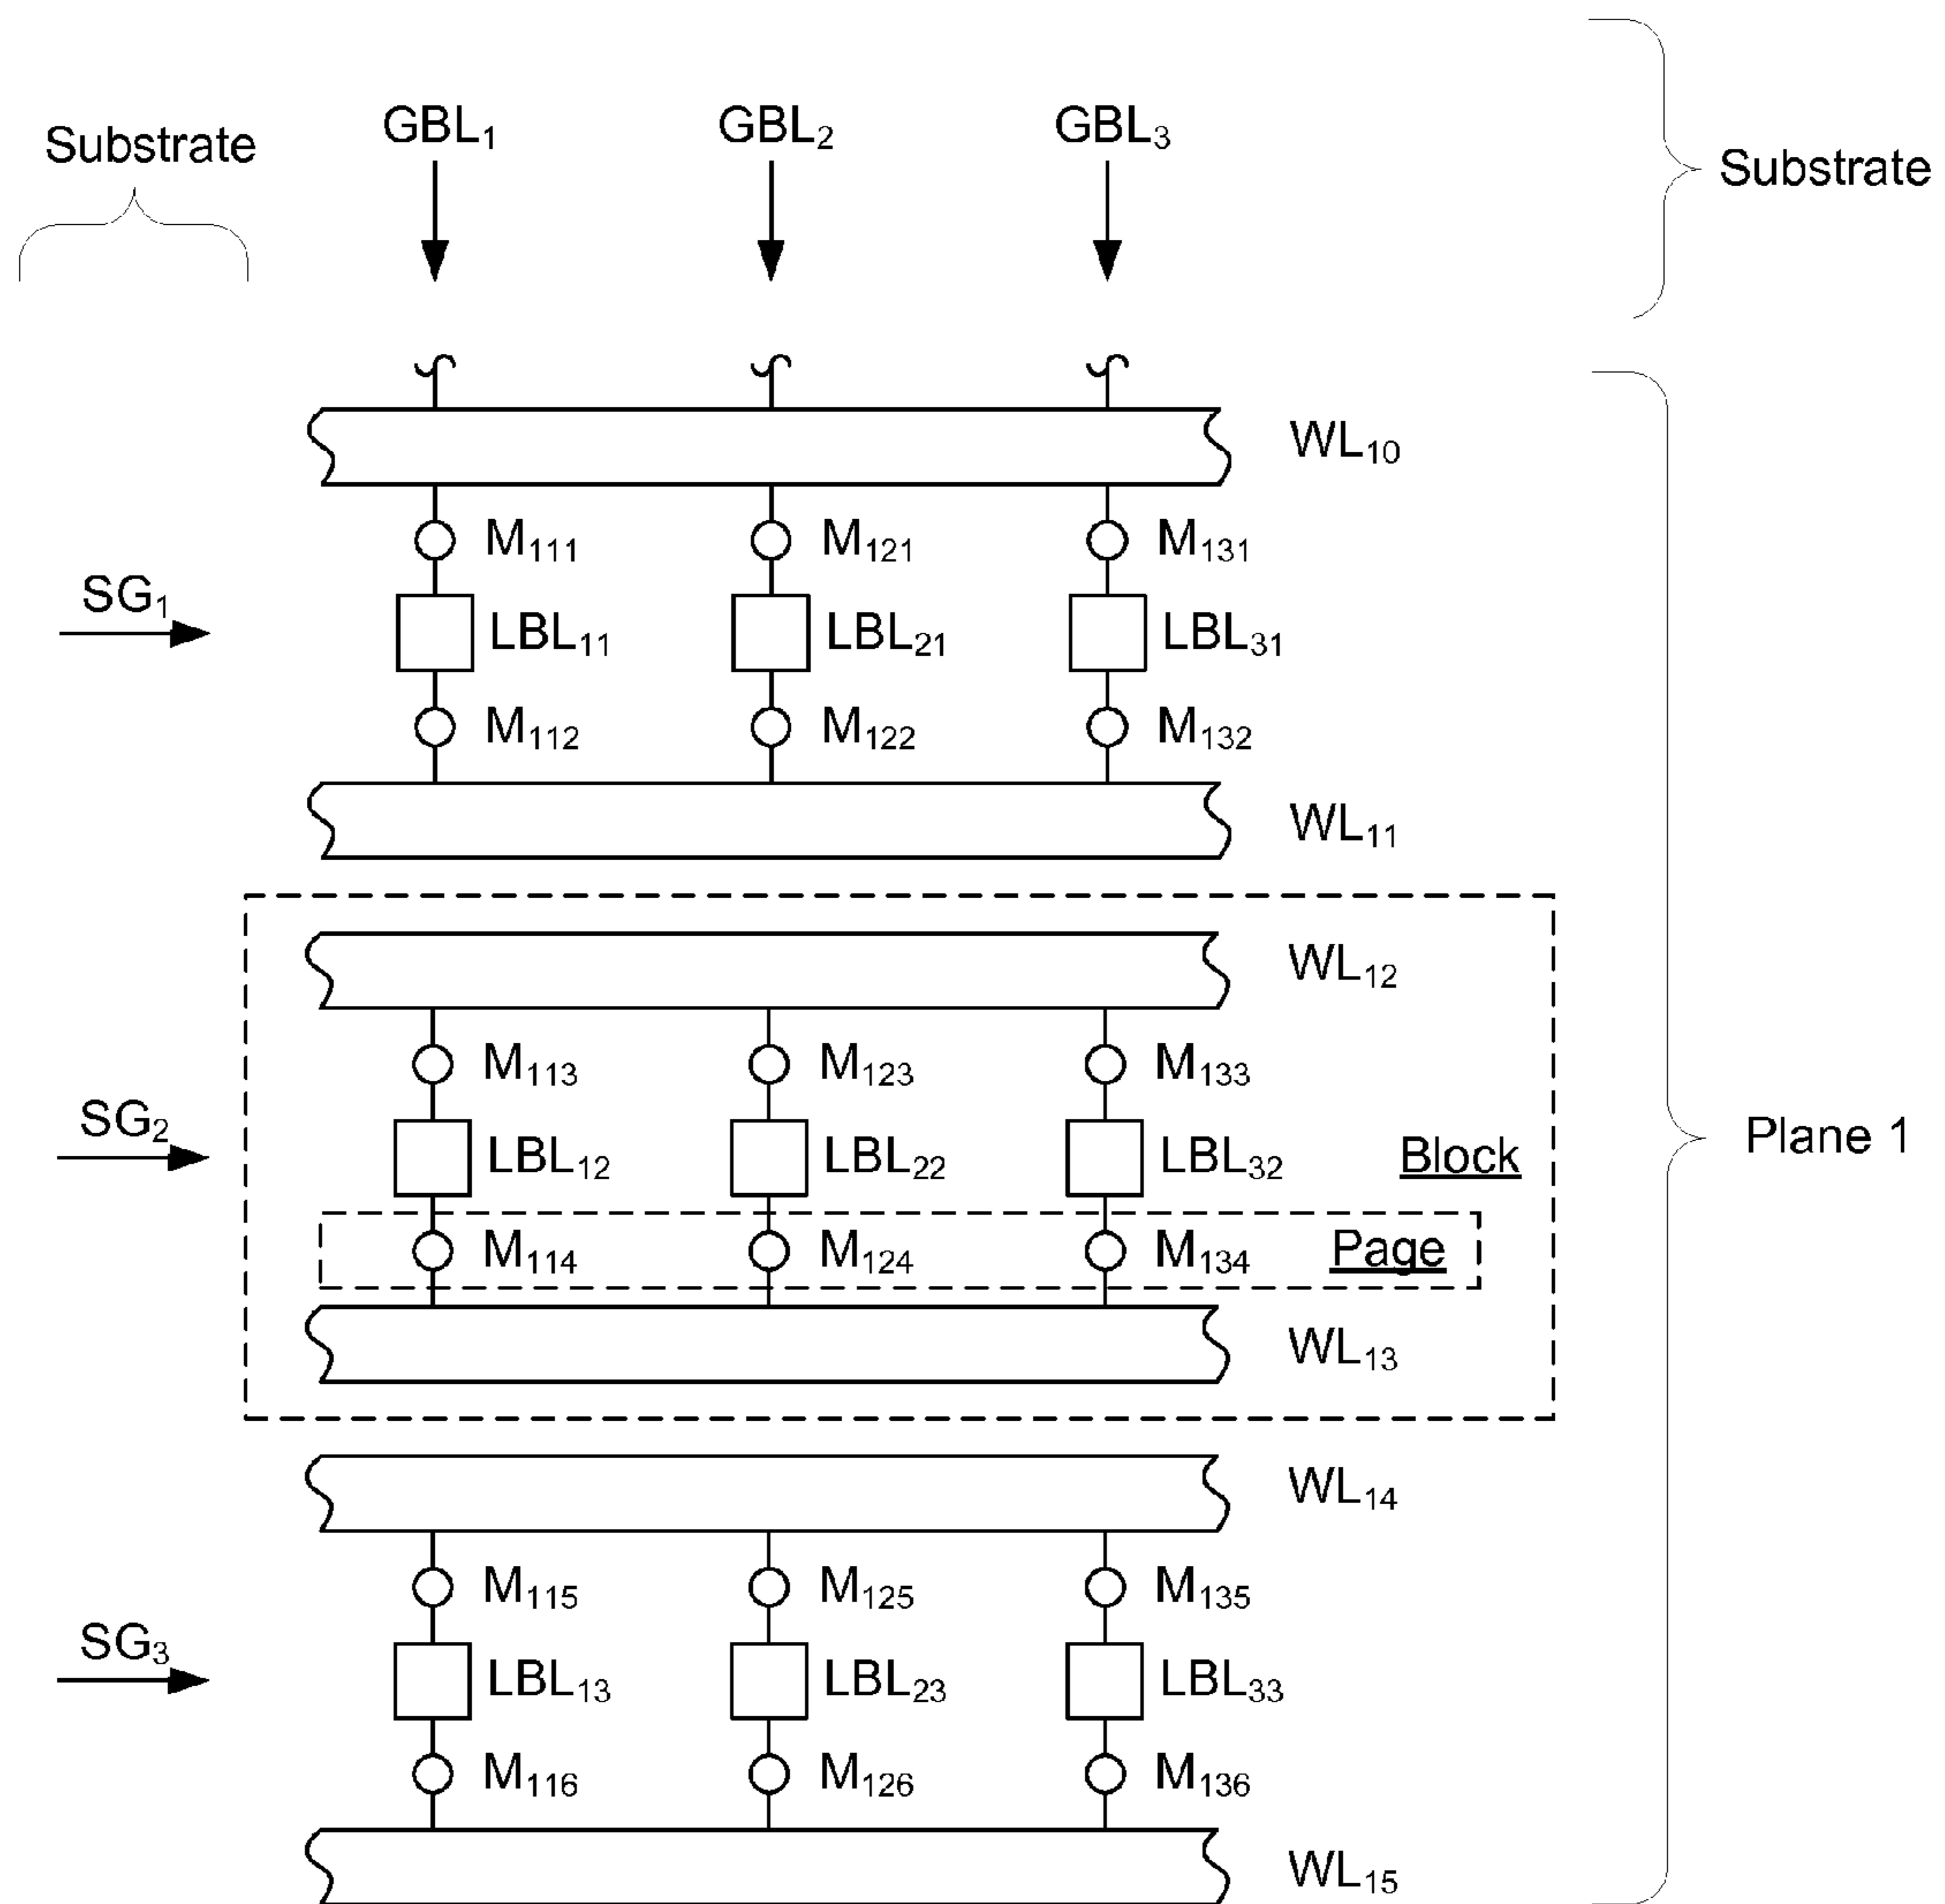 GBL₁ GBL₂ GBL₃
Substrate
Substrate
WL₁₀
M₁₁₁ M₁₂₁ M₁₃₁
SG₁
LBL₁₁ LBL₂₁ LBL₃₁
M₁₁₂ M₁₂₂ M₁₃₂
WL₁₁
WL₁₂
M₁₁₃ M₁₂₃ M₁₃₃
SG₂
LBL₁₂ LBL₂₂ LBL₃₂ Block
Plane 1
M₁₁₄ M₁₂₄ M₁₃₄ Page
WL₁₃
WL₁₄
M₁₁₅ M₁₂₅ M₁₃₅
SG₃
LBL₁₃ LBL₂₃ LBL₃₃
M₁₁₆ M₁₂₆ M₁₃₆
WL₁₅